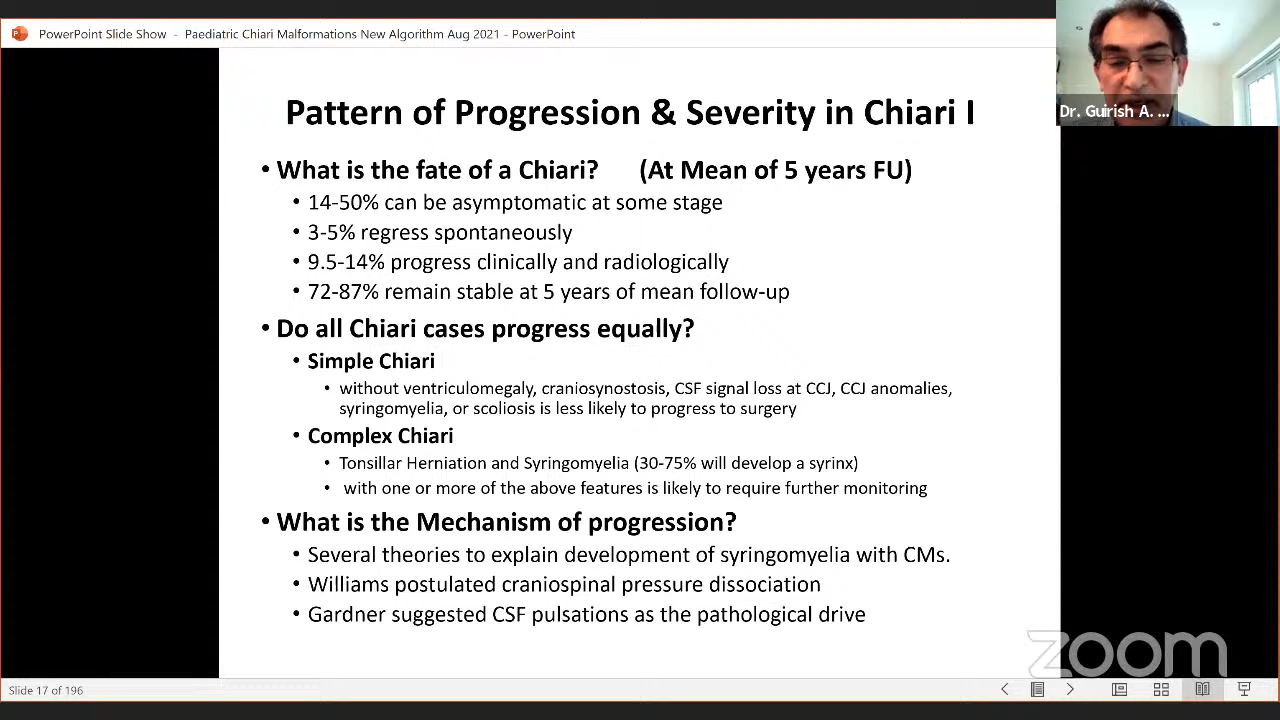 PowerPoint Slide Show - Paediatric Chiari Malformations New Algorithm Aug 2021 - PowerPoint
Dr. Guirish A. ...
Pattern of Progression & Severity in Chiari I
• What is the fate of a Chiari? (At Mean of 5 years FU)
• 14-50% can be asymptomatic at some stage
• 3-5% regress spontaneously
• 9.5-14% progress clinically and radiologically
• 72-87% remain stable at 5 years of mean follow-up
• Do all Chiari cases progress equally?
• Simple Chiari
• without ventriculomegaly, craniosynostosis, CSF signal loss at CCJ, CCJ anomalies,
syringomyelia, or scoliosis is less likely to progress to surgery
• Complex Chiari
• Tonsillar Herniation and Syringomyelia (30-75% will develop a syrinx)
• with one or more of the above features is likely to require further monitoring
• What is the Mechanism of progression?
• Several theories to explain development of syringomyelia with CMs.
• Williams postulated craniospinal pressure dissociation
• Gardner suggested CSF pulsations as the pathological drive
zoom
Slide 17 of 196